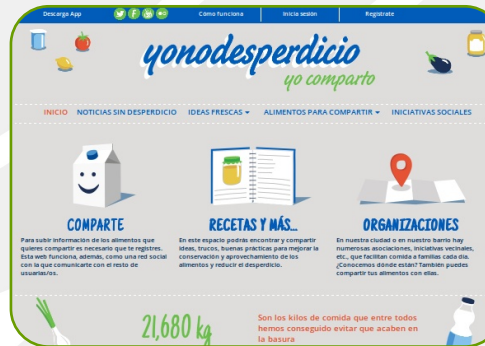 Descarga App
Cómo funciona
Inicia sesión
Regístrate
yonodesperdicio
yo comparto
INICIO NOTICIAS SIN DESPERDICIO IDEAS FRESCAS ALIMENTOS PARA COMPARTIR INICIATIVAS SOCIALES
COMPARTE
Para subir información de los alimentos que
quieres compartir es necesario que te registres.
Esta web funciona, además, como una red social
con la que comunicarte con el resto de
usuarias/os.
RECETAS Y MÁS...
En este espacio podrás encontrar y compartir
ideas, trucos, buenas prácticas para mejorar la
conservación y aprovechamiento de los
alimentos y reducir el desperdicio.
ORGANIZACIONES
En nuestra ciudad o en nuestro barrio hay
numerosas asociaciones, iniciativas vecinales,
etc., que facilitan comida a familias cada día.
¿Conocemos dónde están? También puedes
compartir tus alimentos con ellas.
21,680 kg
Son los kilos de comida que entre todos
hemos conseguido evitar que acaben en
la basura